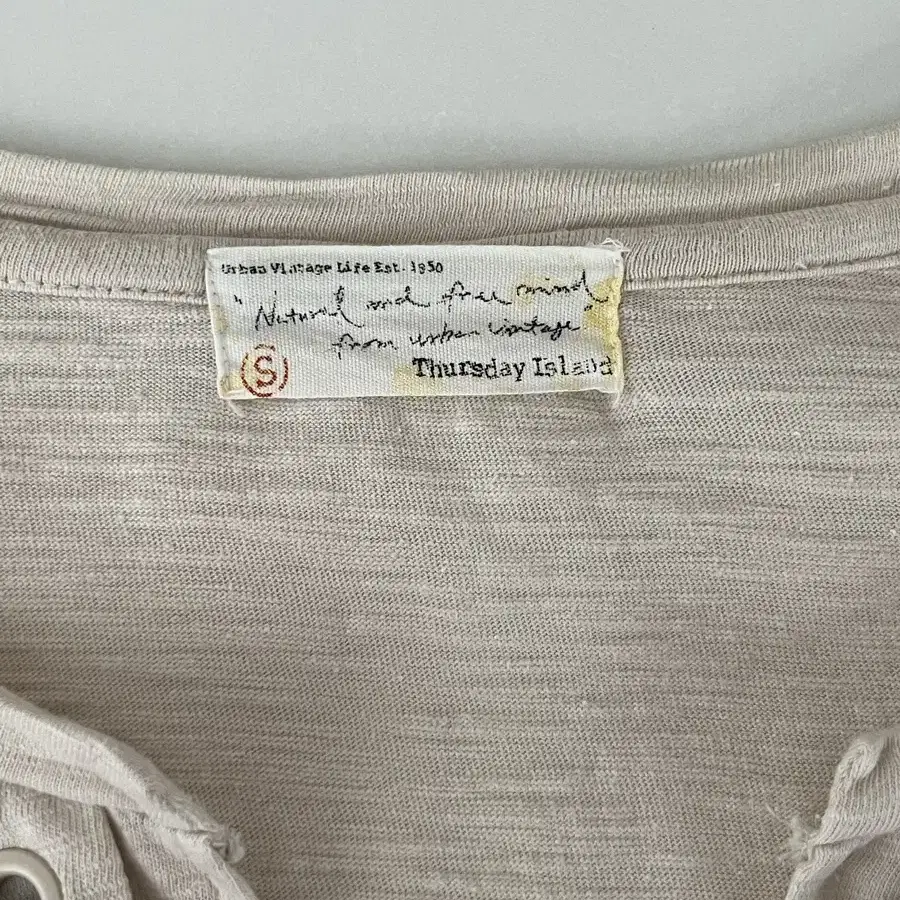 Urban Vintage Life Est. 1950
"Natural and free mind
from urban vintage"
S
Thursday Island